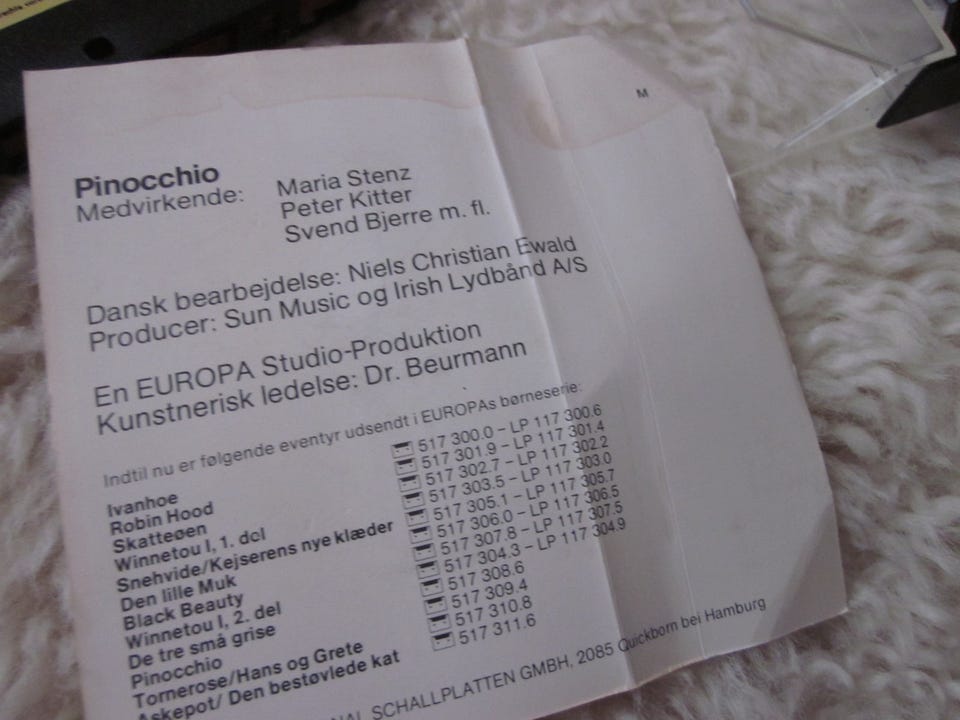 M
Pinocchio
Medvirkende: Maria Stenz
Peter Kitter
Svend Bjerre m. fl.
Dansk bearbejdelse: Niels Christian Ewald
Producer: Sun Music og Irish Lydbånd A/S
En EUROPA Studio-Produktion
Kunstnerisk ledelse: Dr. Beurmann
Indtil nu er følgende eventyr udsendt i EUROPAs børneserie:
Ivanhoe 517 300.0 – LP 117 300.6
Robin Hood 517 301.9 – LP 117 301.4
Skatteøen 517 302.7 – LP 117 302.2
Winnetou I, 1. dcl 517 303.5 – LP 117 303.0
Snehvide/Kejserens nye klæder 517 305.1 – LP 117 305.7
Den lille Muk 517 306.0 – LP 117 306.5
Black Beauty 517 307.8 – LP 117 307.5
Winnetou I, 2. del 517 304.3 – LP 117 304.9
De tre små grise 517 308.6
Pinocchio 517 309.4
Tornerose/Hans og Grete 517 310.8
Askepot/ Den bestøvlede kat 517 311.6
SCHALLPLATTEN GMBH, 2085 Quickborn bei Hamburg